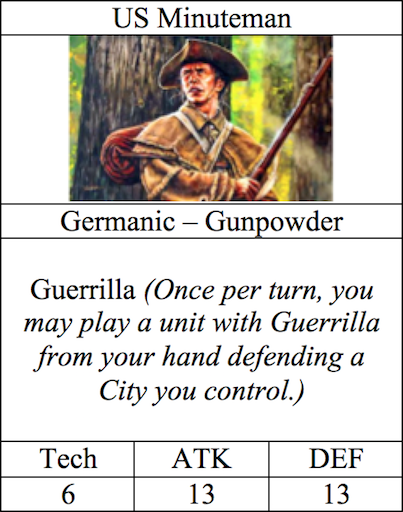 US Minuteman
Germanic – Gunpowder
Guerrilla (Once per turn, you
may play a unit with Guerrilla
from your hand defending a
City you control.)
Tech ATK DEF
6 13 13